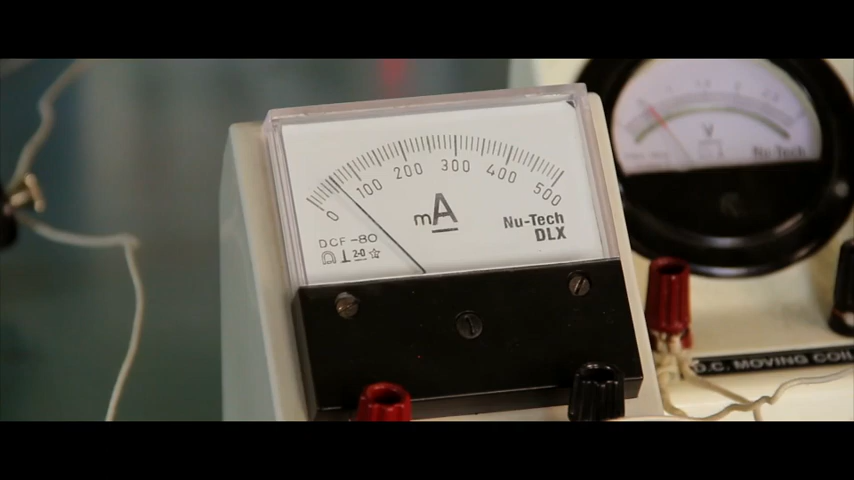 0 100 200 300 400 500
mA
Nu-Tech
DLX
DCF-80
2·0
V
Nu-Tech
D.C. MOVING COIL